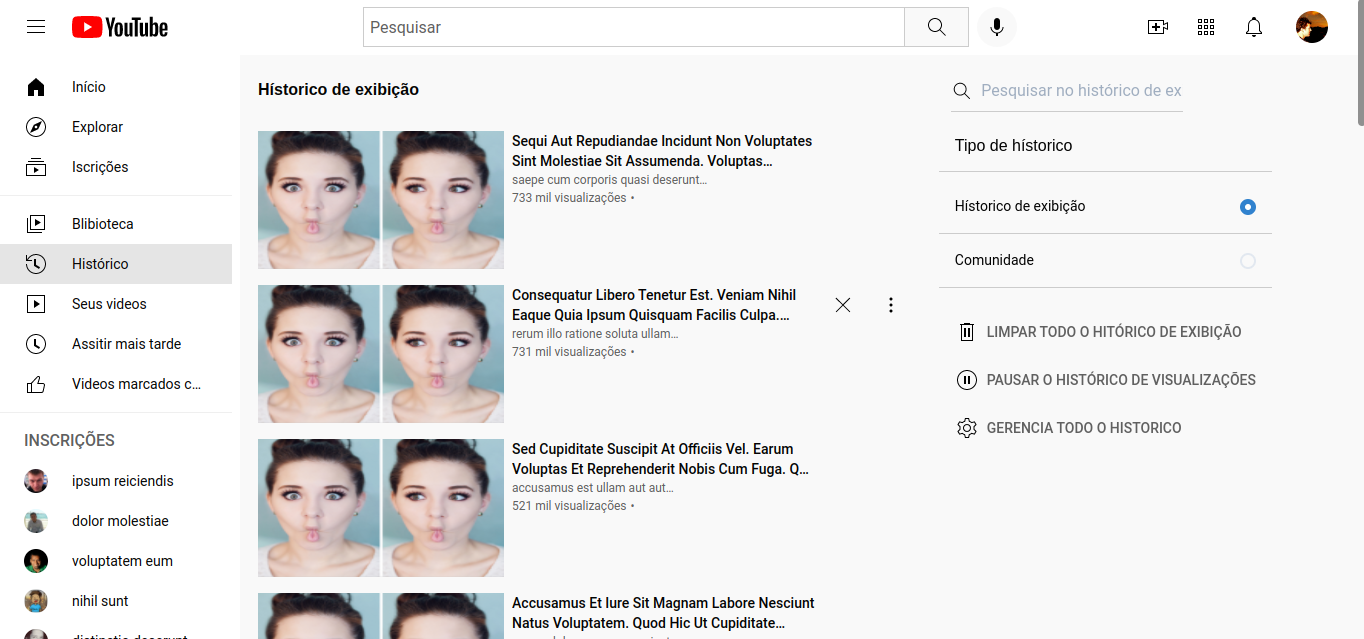 YouTube
Pesquisar
Início
Explorar
Iscrições
Blibioteca
Histórico
Seus videos
Assitir mais tarde
Videos marcados c...
INSCRIÇÕES
ipsum reiciendis
dolor molestiae
voluptatem eum
nihil sunt
Hístorico de exibição
Sequi Aut Repudiandae Incidunt Non Voluptates
Sint Molestiae Sit Assumenda. Voluptas...
saepe cum corporis quasi deserunt...
733 mil visualizações •
Consequatur Libero Tenetur Est. Veniam Nihil
Eaque Quia Ipsum Quisquam Facilis Culpa....
rerum illo ratione soluta ullam...
731 mil visualizações •
Sed Cupiditate Suscipit At Officiis Vel. Earum
Voluptas Et Reprehenderit Nobis Cum Fuga. Q...
accusamus est ullam aut aut...
521 mil visualizações •
Accusamus Et Iure Sit Magnam Labore Nesciunt
Natus Voluptatem. Quod Hic Ut Cupiditate...
Pesquisar no histórico de ex
Tipo de hístorico
Hístorico de exibição
Comunidade
LIMPAR TODO O HITÓRICO DE EXIBIÇÃO
PAUSAR O HISTÓRICO DE VISUALIZAÇÕES
GERENCIA TODO O HISTORICO